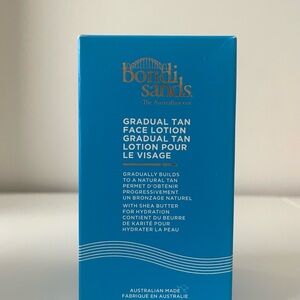 bondi
sands
The Australian tan
GRADUAL TAN
FACE LOTION
GRADUAL TAN
LOTION POUR
LE VISAGE
GRADUALLY BUILDS
TO A NATURAL TAN
PERMET D'OBTENIR
PROGRESSIVEMENT
UN BRONZAGE NATUREL
WITH SHEA BUTTER
FOR HYDRATION
CONTIENT DU BEURRE
DE KARITÉ POUR
HYDRATER LA PEAU
AUSTRALIAN MADE
FABRIQUÉ EN AUSTRALIE